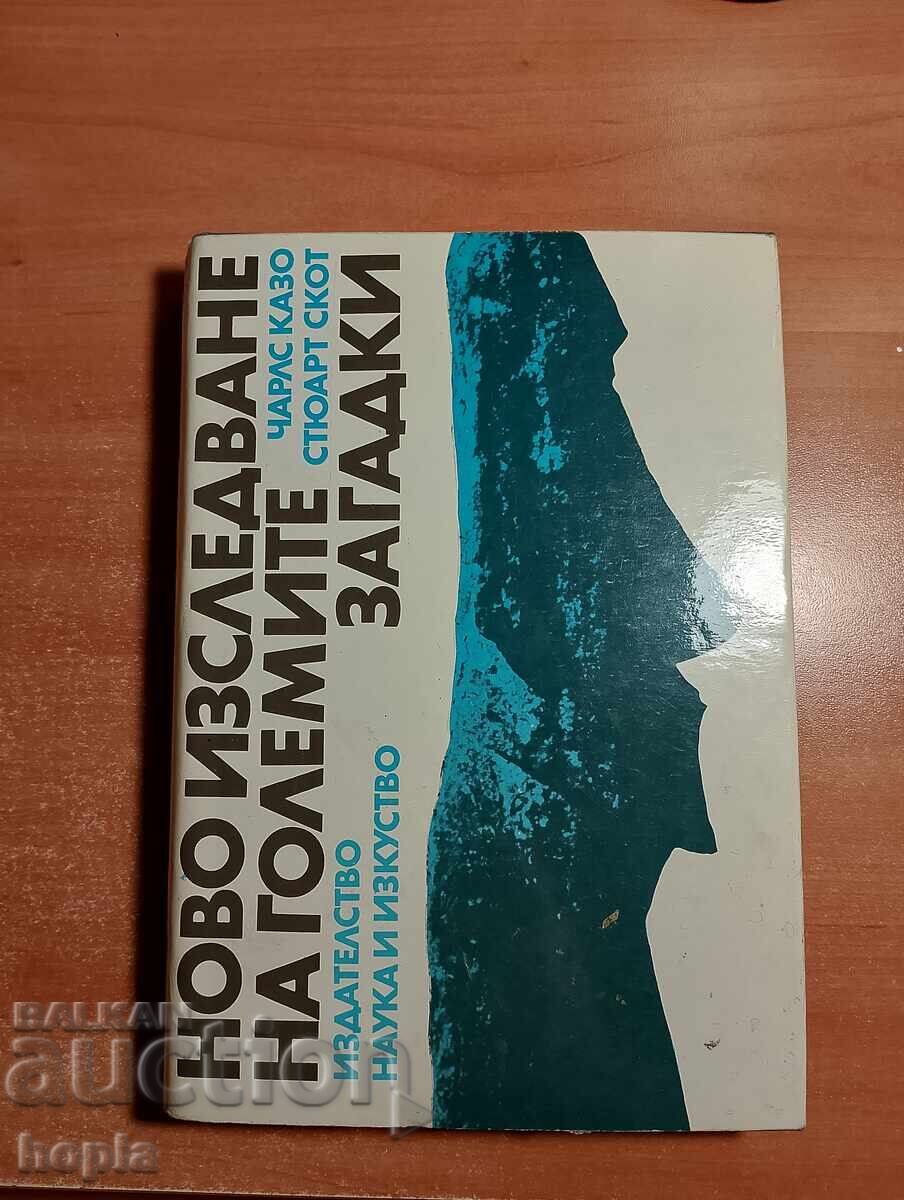 НОВО ИЗСЛЕДВАНЕ
НА ГОЛЕМИТЕ
ЧАРЛС КАЗО
СТЮАРТ СКОТ
ЗАГАДКИ
ИЗДАТЕЛСТВО
НАУКА И ИЗКУСТВО
BALKAN
auction
hopla